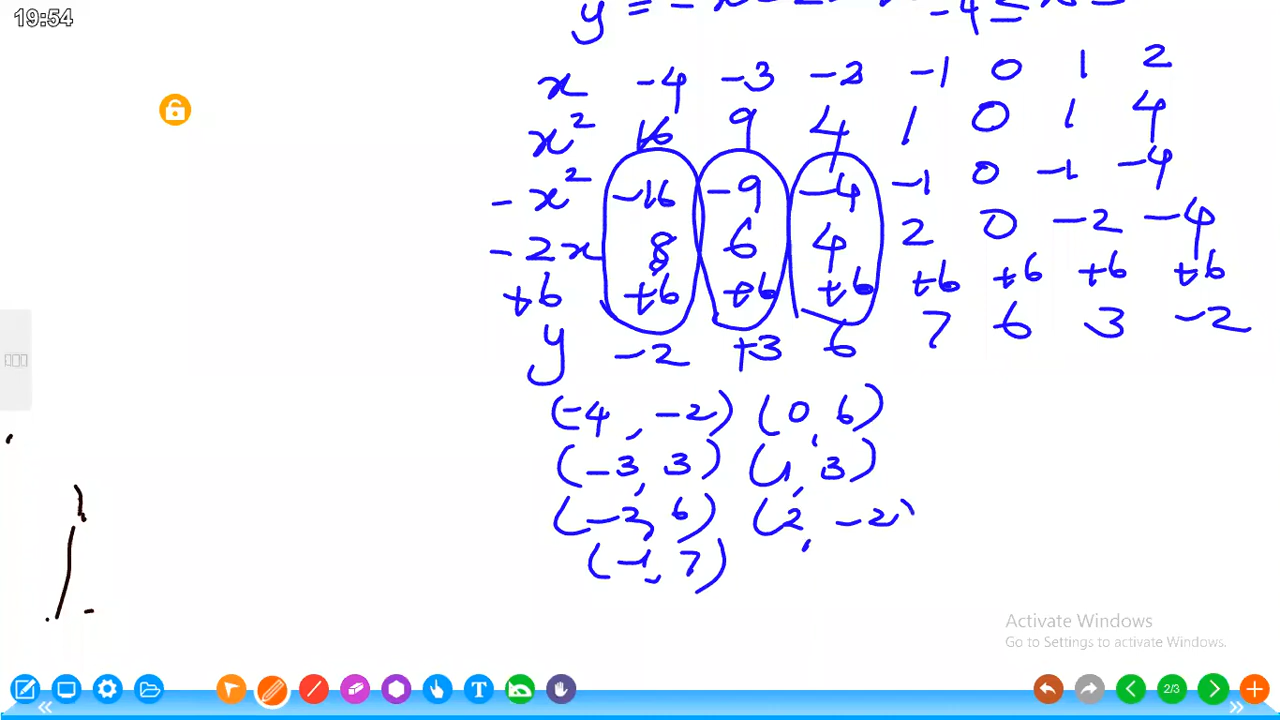 19:54
y = -x
-4 ≤ x ≤
x -4 -3 -2 -1 0 1 2
x² 16 9 4 1 0 1 4
-x² -16 -9 -4 -1 0 -1 -4
-2x 8 6 4 2 0 -2 -4
+6 +6 +6 +6 +6 +6 +6 +6
y -2 +3 6 7 6 3 -2
(-4, -2) (0, 6)
(-3, 3) (1, 3)
(-2, 6) (2, -2)
(-1, 7)
Activate Windows
Go to Settings to activate Windows.
T 2/3